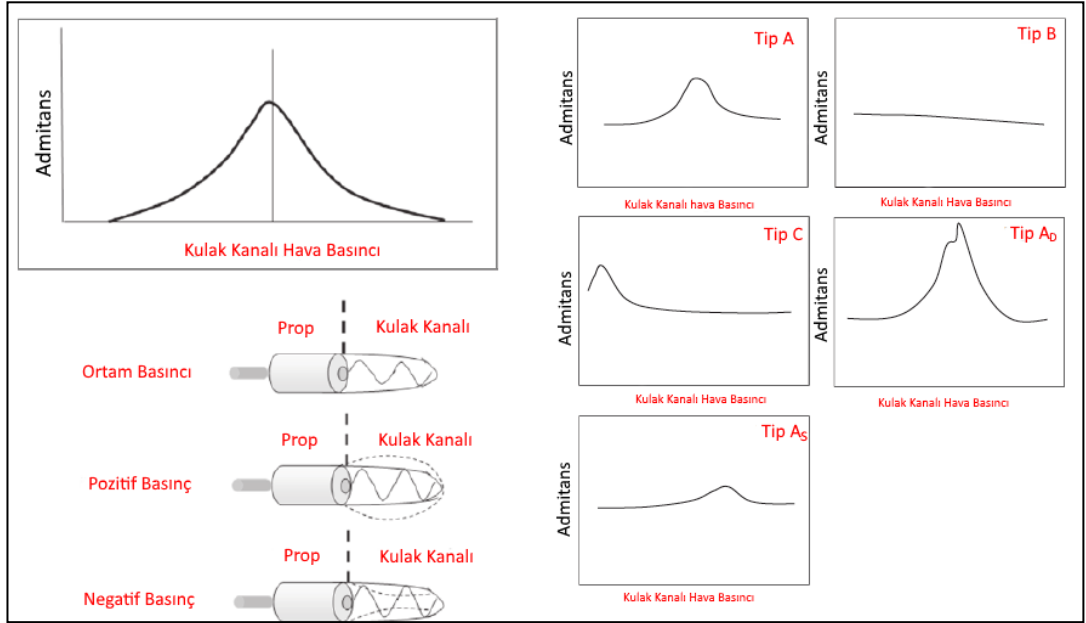 Admitans
Kulak Kanalı Hava Basıncı
Prop
Kulak Kanalı
Ortam Basıncı
Prop
Kulak Kanalı
Pozitif Basınç
Prop
Kulak Kanalı
Negatif Basınç
Tip A
Admitans
Kulak Kanalı hava Basıncı
Tip B
Admitans
Kulak Kanalı Hava Basıncı
Tip C
Admitans
Kulak Kanalı Hava Basıncı
Tip AD
Admitans
Kulak Kanalı Hava Basıncı
Tip AS
Admitans
Kulak Kanalı Hava Basıncı